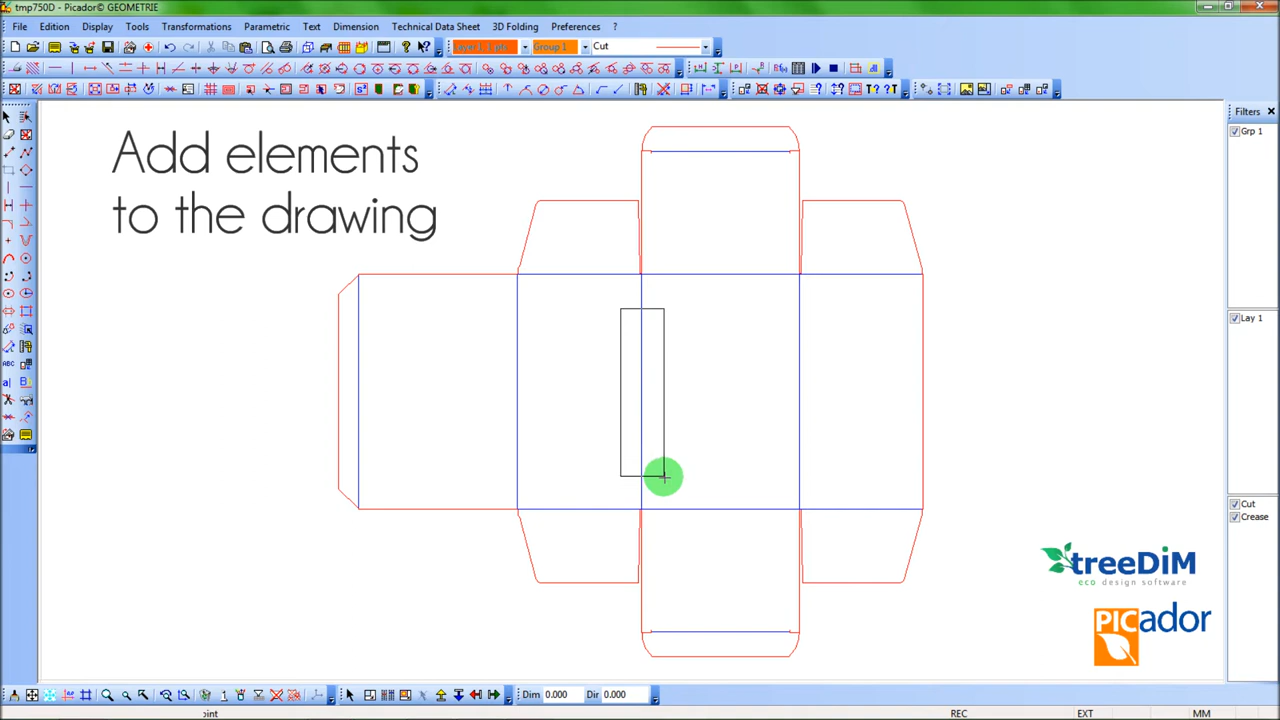 tmp750D - Picador© GEOMETRIE
File Edition Display Tools Transformations Parametric Text Dimension Technical Data Sheet 3D Folding Preferences ?
Group 1 Cut
Add elements
to the drawing
Filters
Grp 1
Lay 1
Cut
Crease
ABC
treeDiM
eco design software
PICador
Dim 0.000 Dir 0.000
REC EXT MM